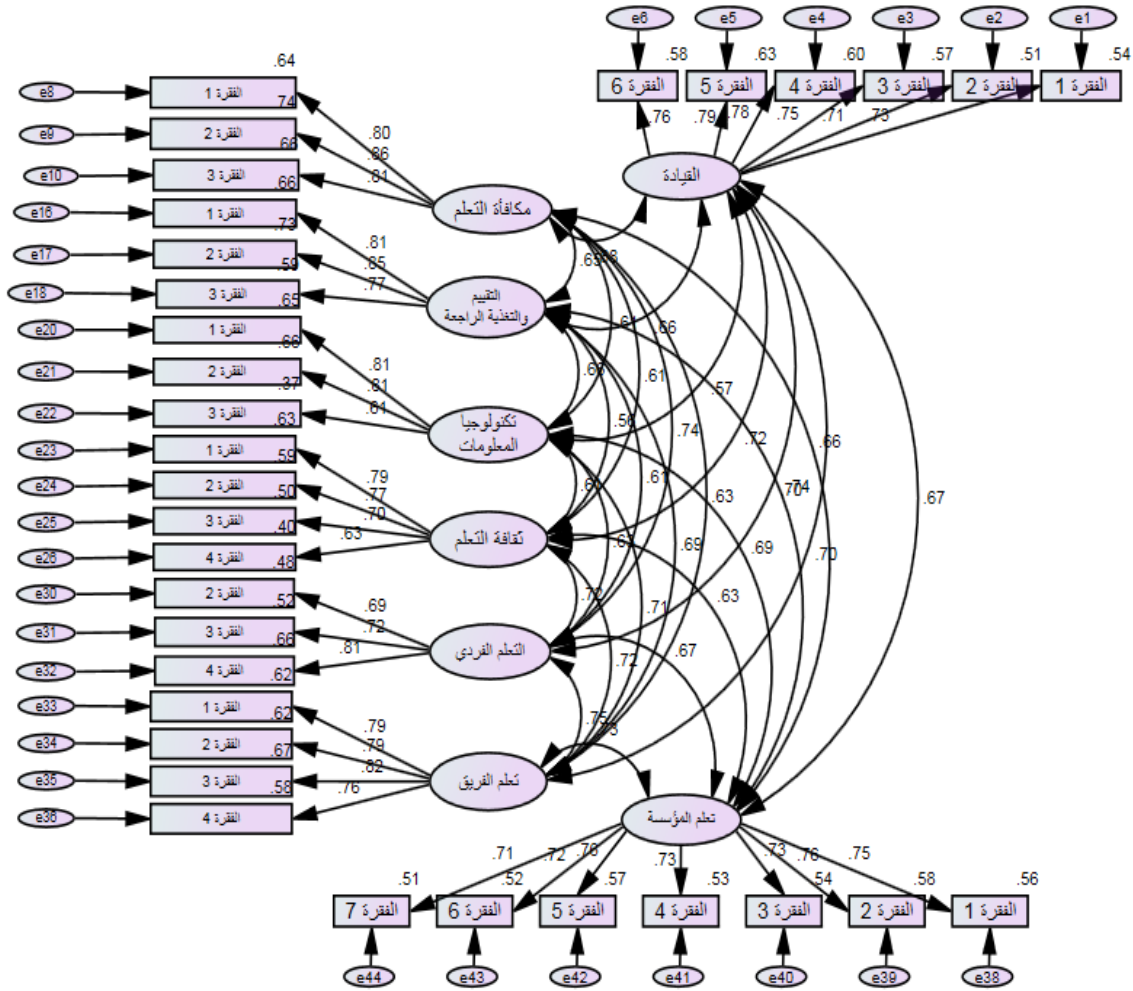 e6 e5 e4 e3 e2 e1
.58 .63 .60 .57 .51 .54
الفقرة 6 الفقرة 5 الفقرة 4 الفقرة 3 الفقرة 2 الفقرة 1
.76 .79 .78 .75 .71 .73
القيادة
.64
e8 الفقرة 1
.74
e9 الفقرة 2
.66
e10 الفقرة 3
.66
.80
.86
.81
مكافأة التعلم
e16 الفقرة 1
.73
e17 الفقرة 2
.59
e18 الفقرة 3
.65
.81
.85
.77
التقييم
والتغذية الراجعة
e20 الفقرة 1
.66
e21 الفقرة 2
.37
e22 الفقرة 3
.63
.81
.81
.61
تكنولوجيا
المعلومات
e23 الفقرة 1
.59
e24 الفقرة 2
.50
e25 الفقرة 3
.40
e26 الفقرة 4
.48
.79
.77
.70
.63
ثقافة التعلم
e30 الفقرة 2
.52
e31 الفقرة 3
.66
e32 الفقرة 4
.62
.69
.72
.81
التعلم الفردي
e33 الفقرة 1
.62
e34 الفقرة 2
.67
e35 الفقرة 3
.58
e36 الفقرة 4
.79
.79
.82
.76
تعلم الفريق
.65
.66
.61
.57
.56
.74
.72
.66
.61
.63
.70
.74
.67
.69
.69
.70
.72
.71
.63
.72
.67
.75
.73
تعلم المؤسسة
.71 .72 .76 .73 .73 .76 .75
.51 .52 .57 .53 .54 .58 .56
الفقرة 7 الفقرة 6 الفقرة 5 الفقرة 4 الفقرة 3 الفقرة 2 الفقرة 1
e44 e43 e42 e41 e40 e39 e38